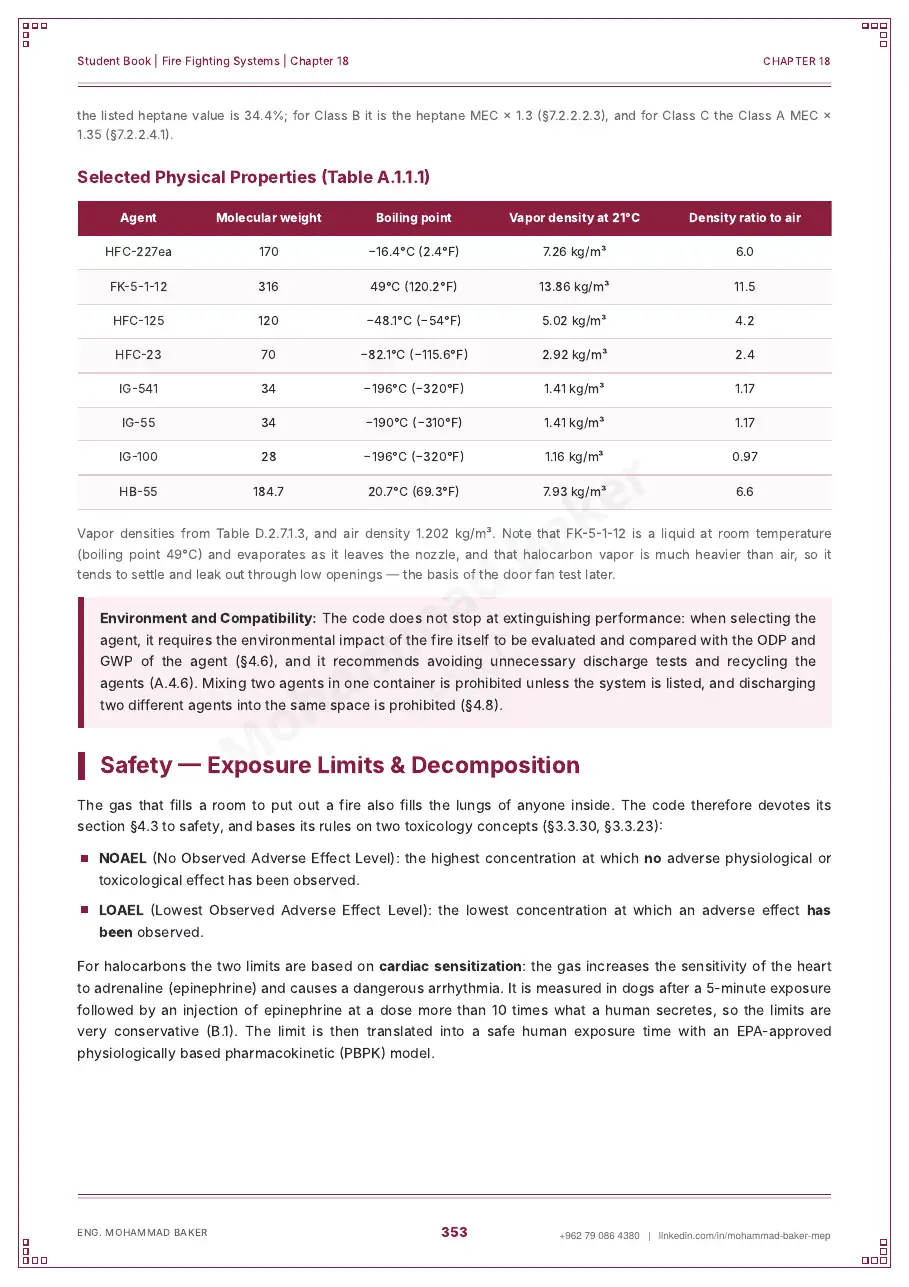 Student Book | Fire Fighting Systems | Chapter 18
CHAPTER 18
the listed heptane value is 34.4%; for Class B it is the heptane MEC × 1.3 (§7.2.2.2.3), and for Class C the Class A MEC ×
1.35 (§7.2.2.4.1).
Selected Physical Properties (Table A.1.1.1)
Agent Molecular weight Boiling point Vapor density at 21°C Density ratio to air
HFC-227ea 170 −16.4°C (2.4°F) 7.26 kg/m³ 6.0
FK-5-1-12 316 49°C (120.2°F) 13.86 kg/m³ 11.5
HFC-125 120 −48.1°C (−54°F) 5.02 kg/m³ 4.2
HFC-23 70 −82.1°C (−115.6°F) 2.92 kg/m³ 2.4
IG-541 34 −196°C (−320°F) 1.41 kg/m³ 1.17
IG-55 34 −190°C (−310°F) 1.41 kg/m³ 1.17
IG-100 28 −196°C (−320°F) 1.16 kg/m³ 0.97
HB-55 184.7 20.7°C (69.3°F) 7.93 kg/m³ 6.6
Vapor densities from Table D.2.7.1.3, and air density 1.202 kg/m³. Note that FK-5-1-12 is a liquid at room temperature
(boiling point 49°C) and evaporates as it leaves the nozzle, and that halocarbon vapor is much heavier than air, so it
tends to settle and leak out through low openings — the basis of the door fan test later.
Environment and Compatibility: The code does not stop at extinguishing performance: when selecting the
agent, it requires the environmental impact of the fire itself to be evaluated and compared with the ODP and
GWP of the agent (§4.6), and it recommends avoiding unnecessary discharge tests and recycling the
agents (A.4.6). Mixing two agents in one container is prohibited unless the system is listed, and discharging
two different agents into the same space is prohibited (§4.8).
Safety — Exposure Limits & Decomposition
The gas that fills a room to put out a fire also fills the lungs of anyone inside. The code therefore devotes its
section §4.3 to safety, and bases its rules on two toxicology concepts (§3.3.30, §3.3.23):
NOAEL (No Observed Adverse Effect Level): the highest concentration at which no adverse physiological or
toxicological effect has been observed.
LOAEL (Lowest Observed Adverse Effect Level): the lowest concentration at which an adverse effect has
been observed.
For halocarbons the two limits are based on cardiac sensitization: the gas increases the sensitivity of the heart
to adrenaline (epinephrine) and causes a dangerous arrhythmia. It is measured in dogs after a 5-minute exposure
followed by an injection of epinephrine at a dose more than 10 times what a human secretes, so the limits are
very conservative (B.1). The limit is then translated into a safe human exposure time with an EPA-approved
physiologically based pharmacokinetic (PBPK) model.
Mohammad Baker
ENG. MOHAMMAD BAKER
353
+962 79 086 4380 | linkedin.com/in/mohammad-baker-mep